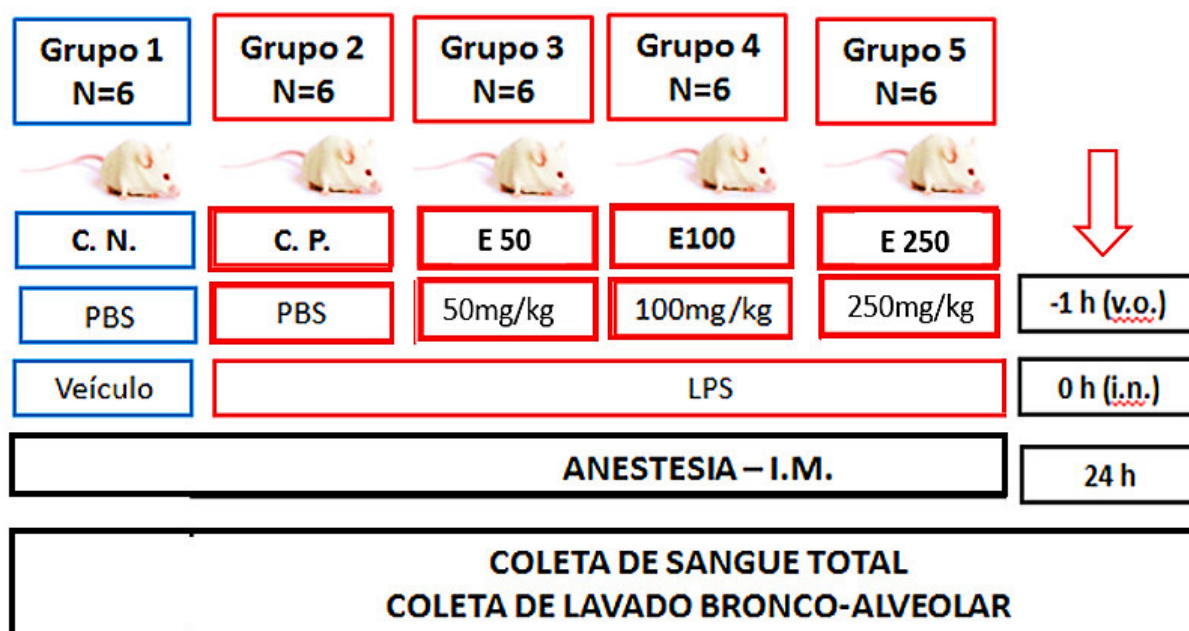 Grupo 1
N=6
Grupo 2
N=6
Grupo 3
N=6
Grupo 4
N=6
Grupo 5
N=6
C. N.
C. P.
E 50
E100
E 250
PBS
PBS
50mg/kg
100mg/kg
250mg/kg
-1 h (v.o.)
Veículo
LPS
0 h (i.n.)
ANESTESIA – I.M.
24 h
COLETA DE SANGUE TOTAL
COLETA DE LAVADO BRONCO-ALVEOLAR